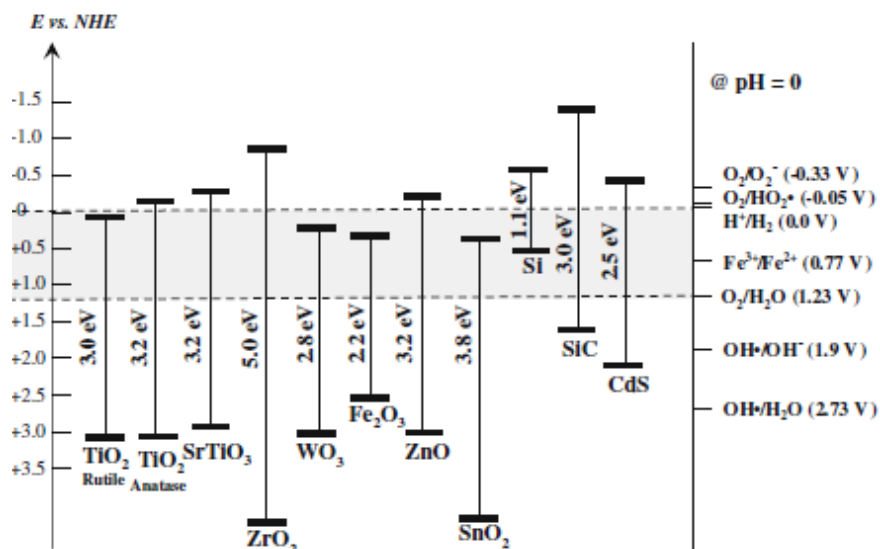 E vs. NHE
@ pH = 0
-1.5
-1.0
-0.5
-0
+0.5
+1.0
+1.5
+2.0
+2.5
+3.0
+3.5
3.0 eV
3.2 eV
3.2 eV
5.0 eV
2.8 eV
2.2 eV
3.2 eV
3.8 eV
1.1 eV
3.0 eV
2.5 eV
TiO₂
Rutile
TiO₂
Anatase
SrTiO₃
ZrO₂
WO₃
Fe₂O₃
ZnO
SnO₂
Si
SiC
CdS
O₂/O₂⁻ (-0.33 V)
O₂/HO₂• (-0.05 V)
H⁺/H₂ (0.0 V)
Fe³⁺/Fe²⁺ (0.77 V)
O₂/H₂O (1.23 V)
OH•/OH⁻ (1.9 V)
OH•/H₂O (2.73 V)